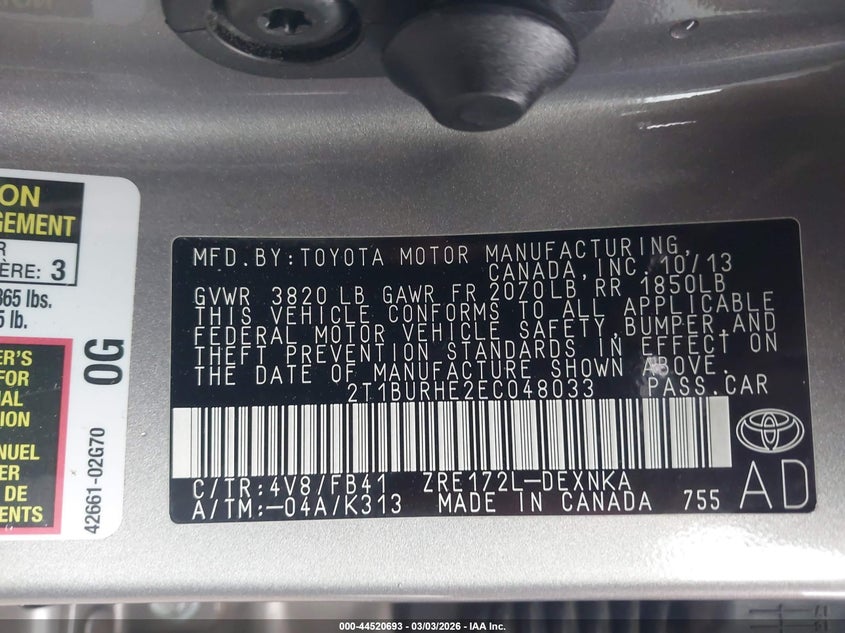 ON
GEMENT
R
ÈRE: 3
365 lbs.
5 lb.
ER'S
FOR
AL
ION
NUEL
ER
DE
ENTS
0G
42661-02G70
MFD.BY:TOYOTA MOTOR MANUFACTURING,
CANADA,INC. 10/13
GVWR 3820 LB GAWR FR 2070LB RR 1850LB
THIS VEHICLE CONFORMS TO ALL APPLICABLE
FEDERAL MOTOR VEHICLE SAFETY,BUMPER,AND
THEFT PREVENTION STANDARDS IN EFFECT ON
THE DATE OF MANUFACTURE SHOWN ABOVE.
2T1BURHE2EC048033 PASS.CAR
C/TR:4V8/FB41 ZRE172L-DEXNKA
A/TM:-04A/K313 MADE IN CANADA 755
AD
000-44520693 - 03/03/2026 - IAA Inc.